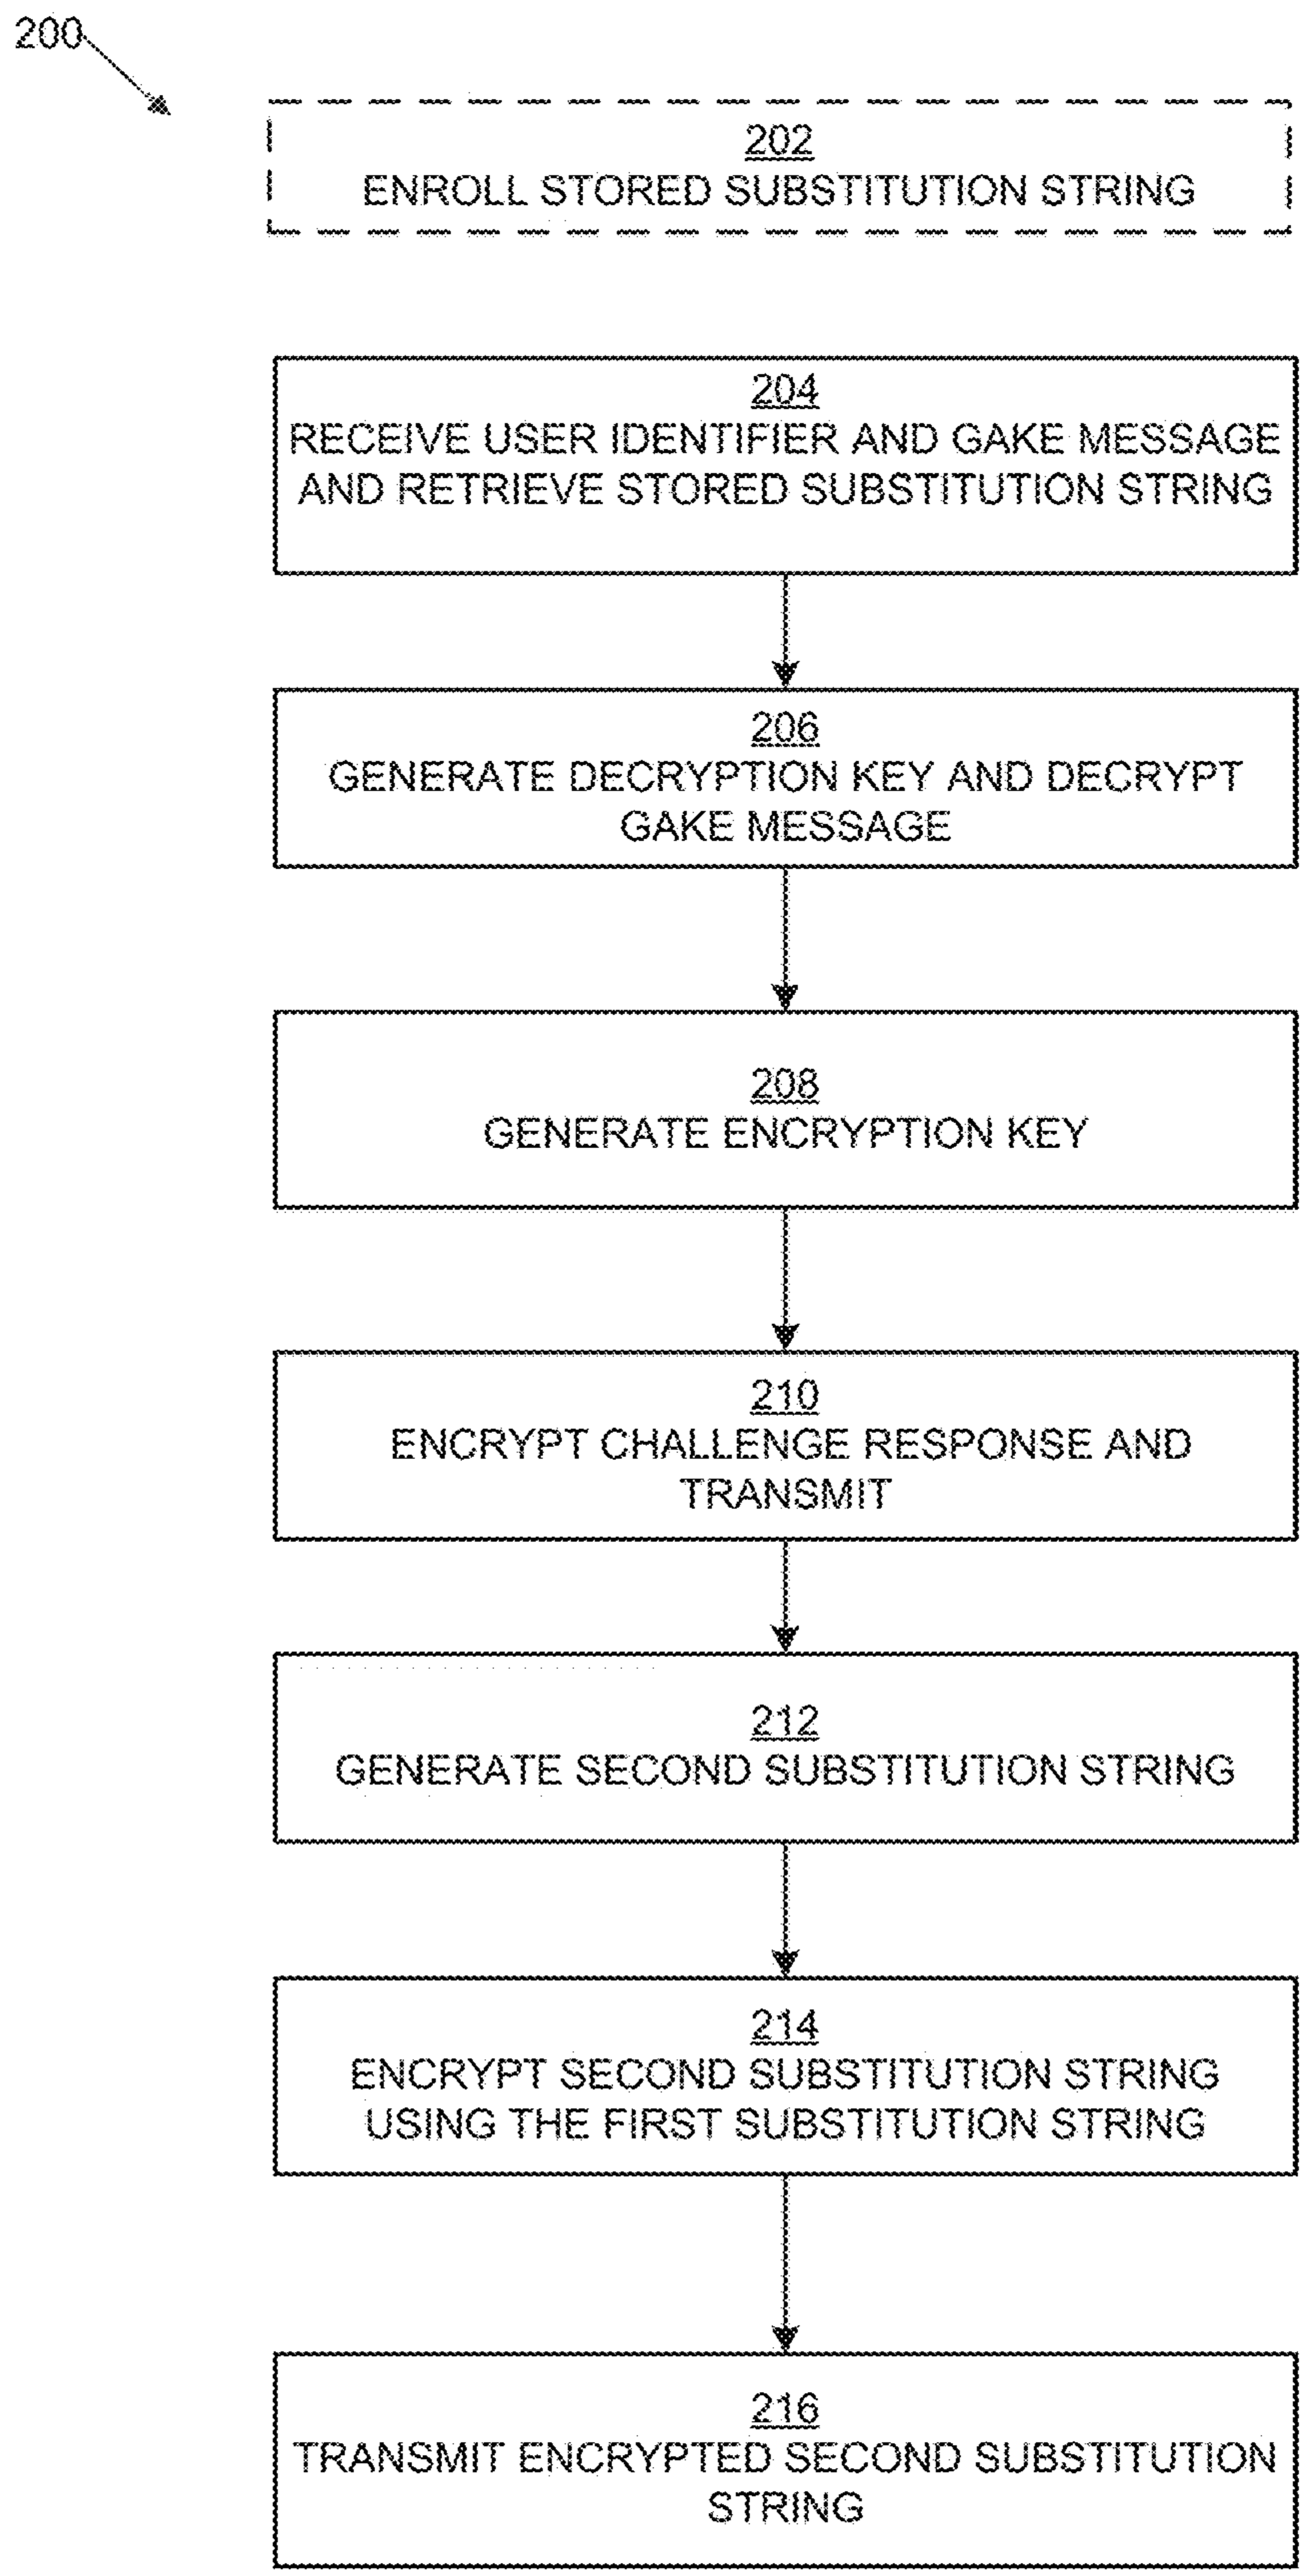 200
202
ENROLL STORED SUBSTITUTION STRING
204
RECEIVE USER IDENTIFIER AND GAKE MESSAGE
AND RETRIEVE STORED SUBSTITUTION STRING
206
GENERATE DECRYPTION KEY AND DECRYPT
GAKE MESSAGE
208
GENERATE ENCRYPTION KEY
210
ENCRYPT CHALLENGE RESPONSE AND
TRANSMIT
212
GENERATE SECOND SUBSTITUTION STRING
214
ENCRYPT SECOND SUBSTITUTION STRING
USING THE FIRST SUBSTITUTION STRING
216
TRANSMIT ENCRYPTED SECOND SUBSTITUTION
STRING